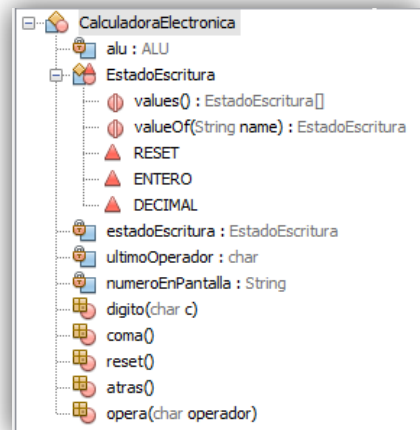 CalculadoraElectronica
alu : ALU
EstadoEscritura
values() : EstadoEscritura[]
valueOf(String name) : EstadoEscritura
RESET
ENTERO
DECIMAL
estadoEscritura : EstadoEscritura
ultimoOperador : char
numeroEnPantalla : String
digito(char c)
coma()
reset()
atras()
opera(char operador)